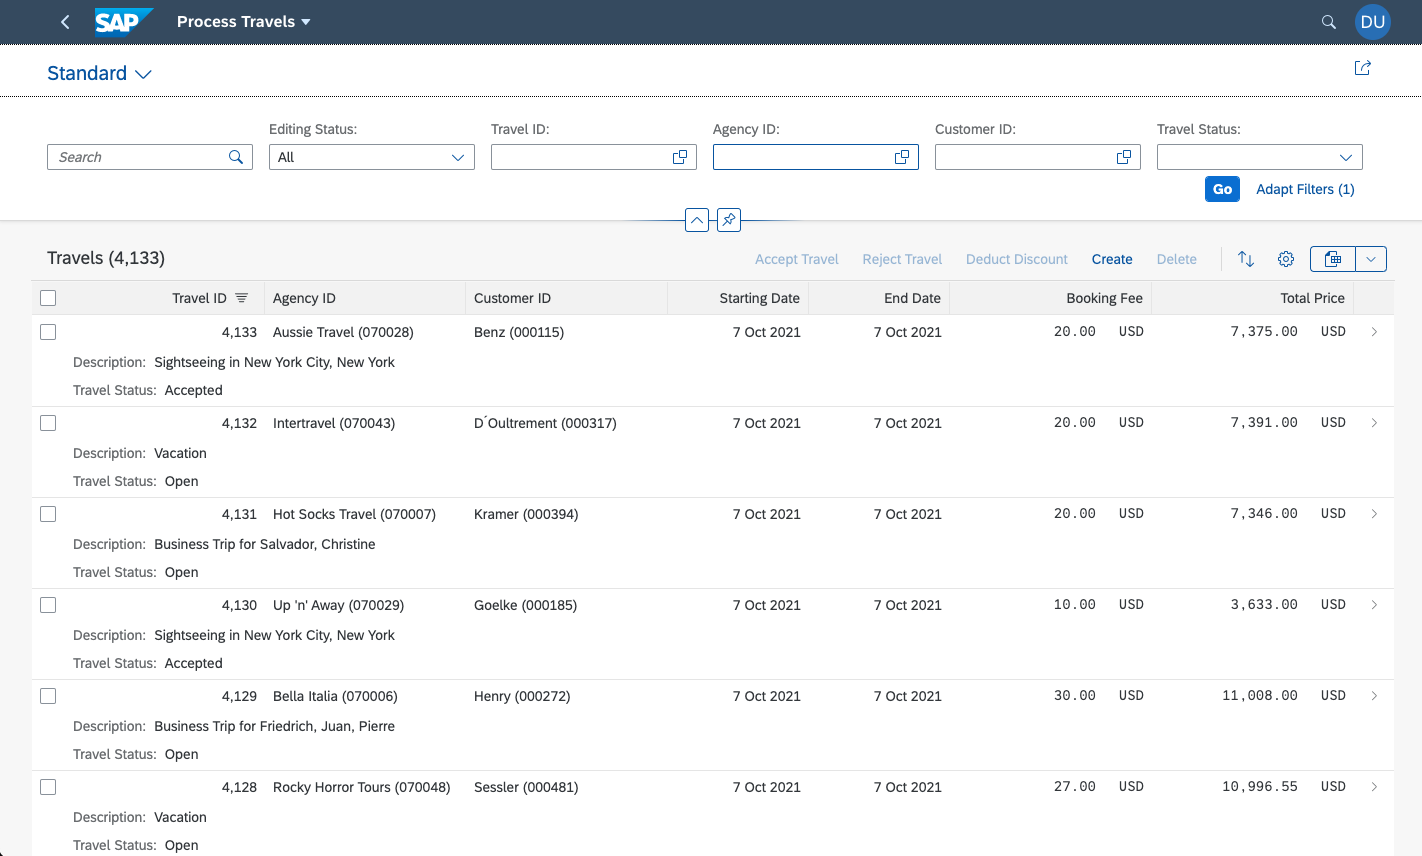 SAP Process Travels DU
Standard
Editing Status: Travel ID: Agency ID: Customer ID: Travel Status:
Search All
Go Adapt Filters (1)
Travels (4,133) Accept Travel Reject Travel Deduct Discount Create Delete
Travel ID Agency ID Customer ID Starting Date End Date Booking Fee Total Price
4,133 Aussie Travel (070028) Benz (000115) 7 Oct 2021 7 Oct 2021 20.00 USD 7,375.00 USD
Description: Sightseeing in New York City, New York
Travel Status: Accepted
4,132 Intertravel (070043) D´Oultrement (000317) 7 Oct 2021 7 Oct 2021 20.00 USD 7,391.00 USD
Description: Vacation
Travel Status: Open
4,131 Hot Socks Travel (070007) Kramer (000394) 7 Oct 2021 7 Oct 2021 20.00 USD 7,346.00 USD
Description: Business Trip for Salvador, Christine
Travel Status: Open
4,130 Up 'n' Away (070029) Goelke (000185) 7 Oct 2021 7 Oct 2021 10.00 USD 3,633.00 USD
Description: Sightseeing in New York City, New York
Travel Status: Accepted
4,129 Bella Italia (070006) Henry (000272) 7 Oct 2021 7 Oct 2021 30.00 USD 11,008.00 USD
Description: Business Trip for Friedrich, Juan, Pierre
Travel Status: Open
4,128 Rocky Horror Tours (070048) Sessler (000481) 7 Oct 2021 7 Oct 2021 27.00 USD 10,996.55 USD
Description: Vacation
Travel Status: Open